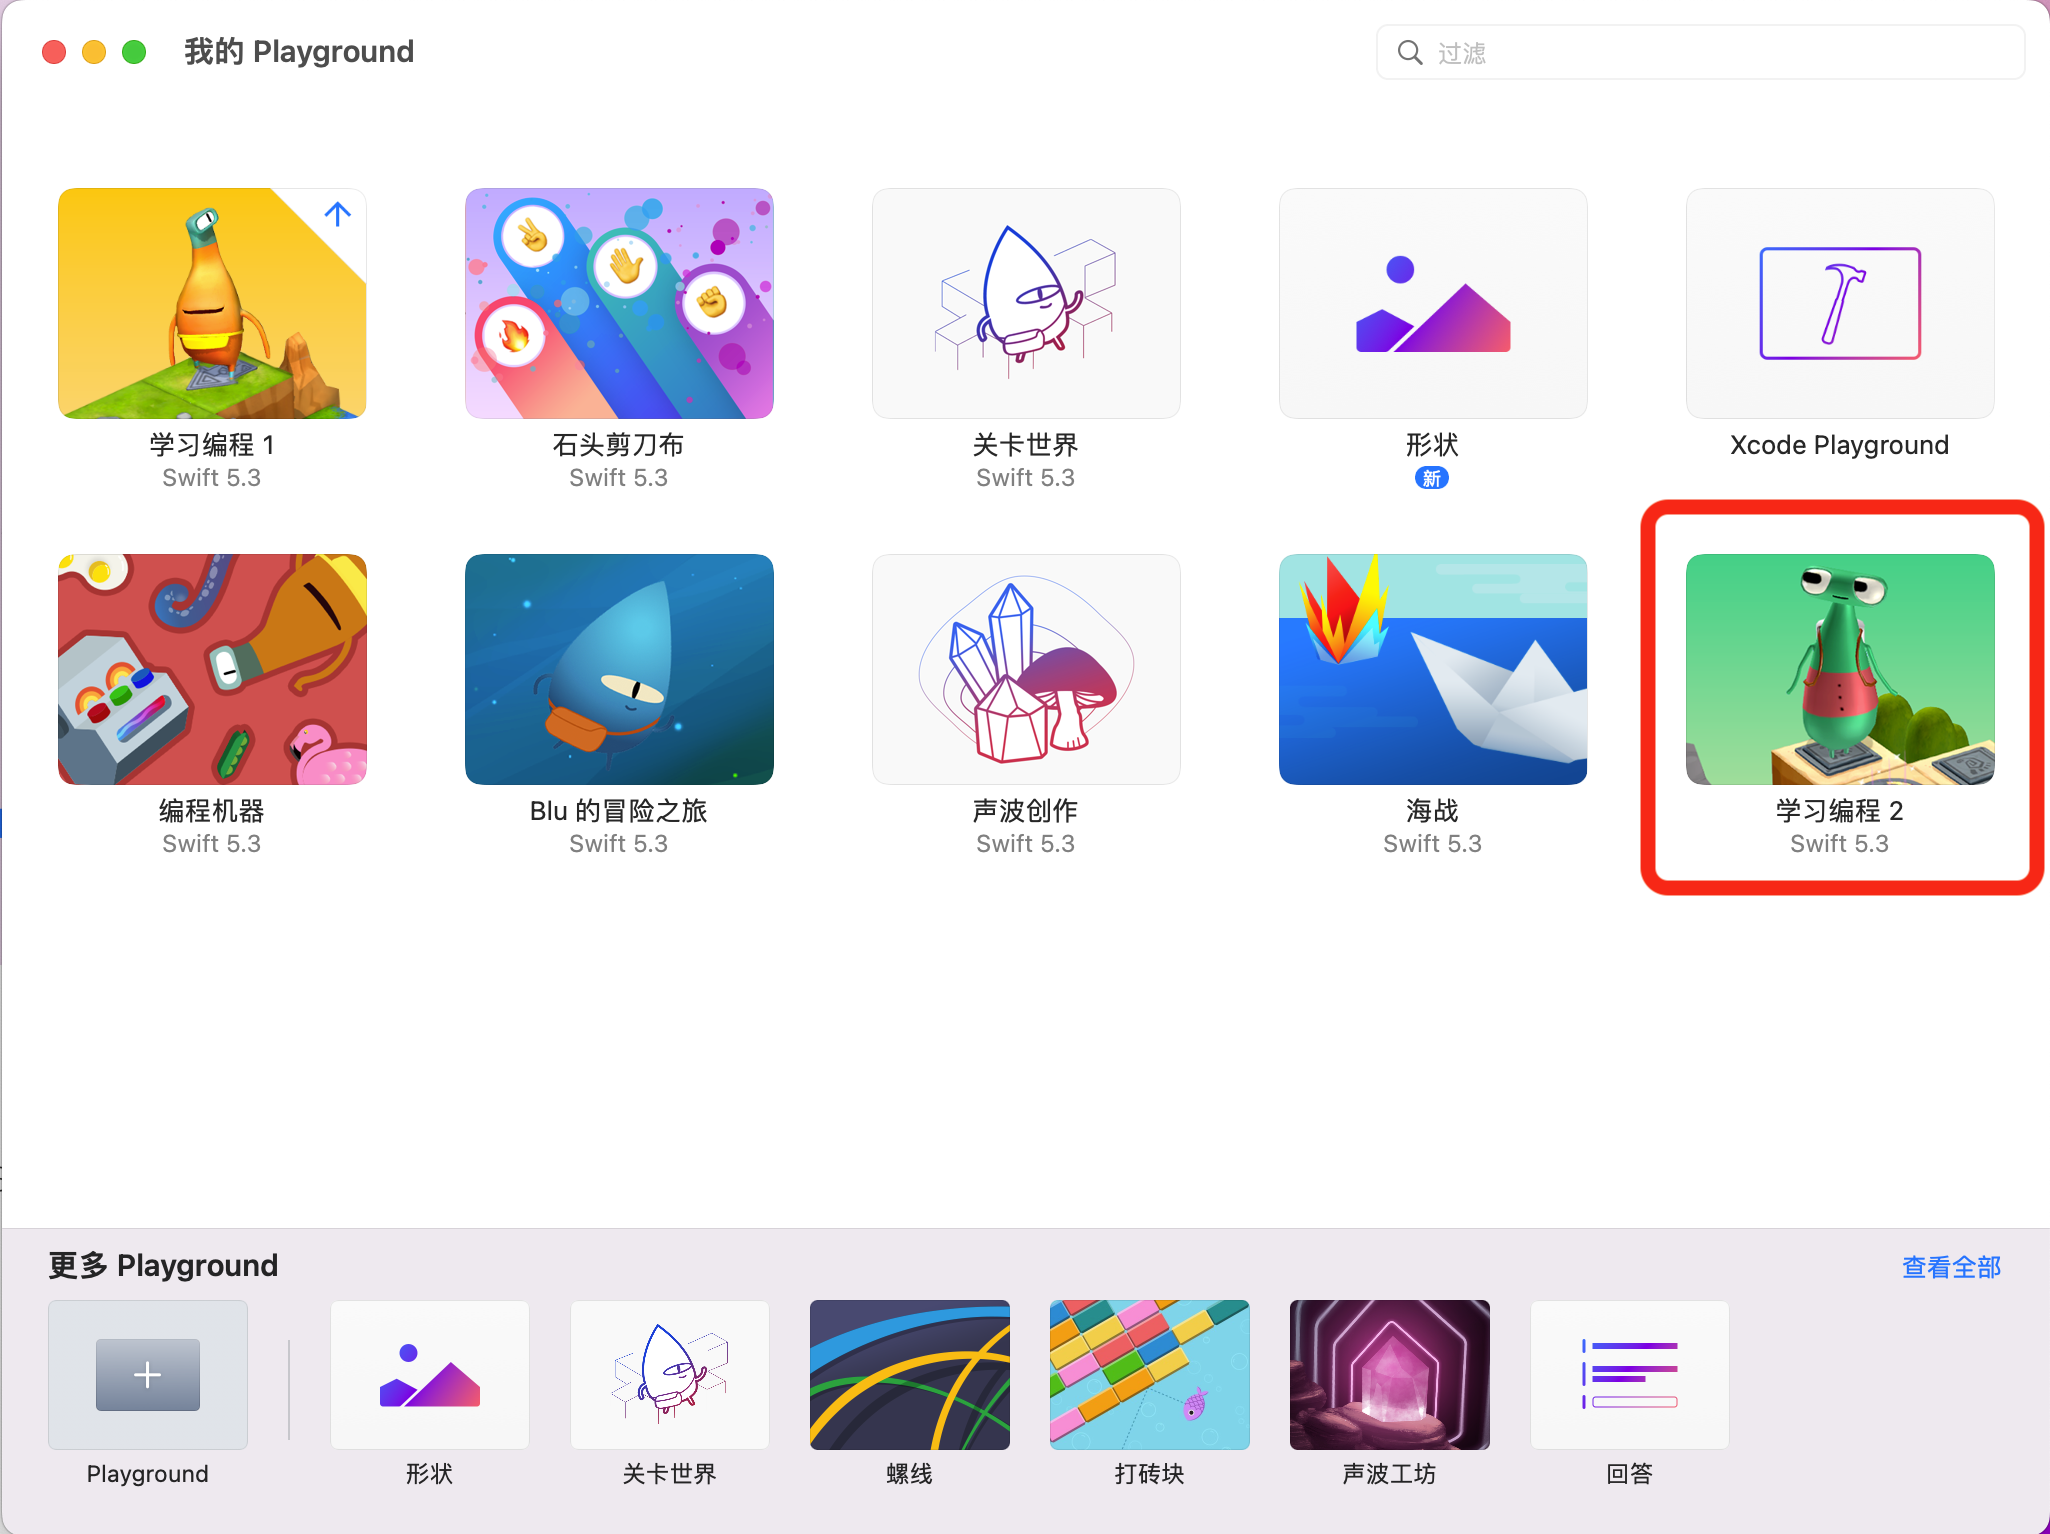 我的 Playground
过滤
学习编程 1
Swift 5.3
石头剪刀布
Swift 5.3
关卡世界
Swift 5.3
形状
新
Xcode Playground
编程机器
Swift 5.3
Blu 的冒险之旅
Swift 5.3
声波创作
Swift 5.3
海战
Swift 5.3
学习编程 2
Swift 5.3
更多 Playground
查看全部
Playground
形状
关卡世界
螺线
打砖块
声波工坊
回答